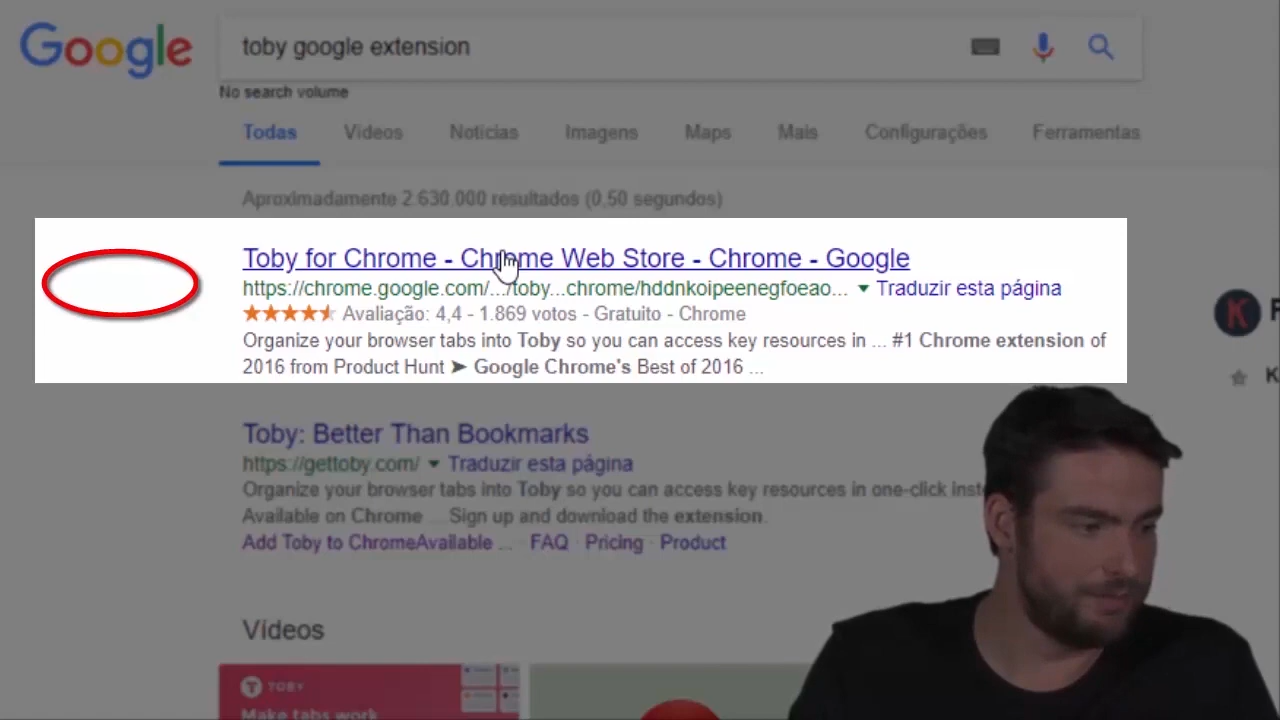 Google
toby google extension
No search volume
Todas Vídeos Notícias Imagens Maps Mais Configurações Ferramentas
Aproximadamente 2.630.000 resultados (0,50 segundos)
Toby for Chrome - Chrome Web Store - Chrome - Google
https://chrome.google.com/.../toby...chrome/hddnkoipeenegfoeao... ▼ Traduzir esta página
Avaliação: 4,4 - 1.869 votos - Gratuito - Chrome
Organize your browser tabs into Toby so you can access key resources in ... #1 Chrome extension of
2016 from Product Hunt ➤ Google Chrome's Best of 2016 ...
K
K
Toby: Better Than Bookmarks
https://gettoby.com/ ▼ Traduzir esta página
Organize your browser tabs into Toby so you can access key resources in one-click
Available on Chrome ... Sign up and download the extension.
Add Toby to ChromeAvailable ... · FAQ · Pricing · Product
Vídeos
TOBY
Make tabs work